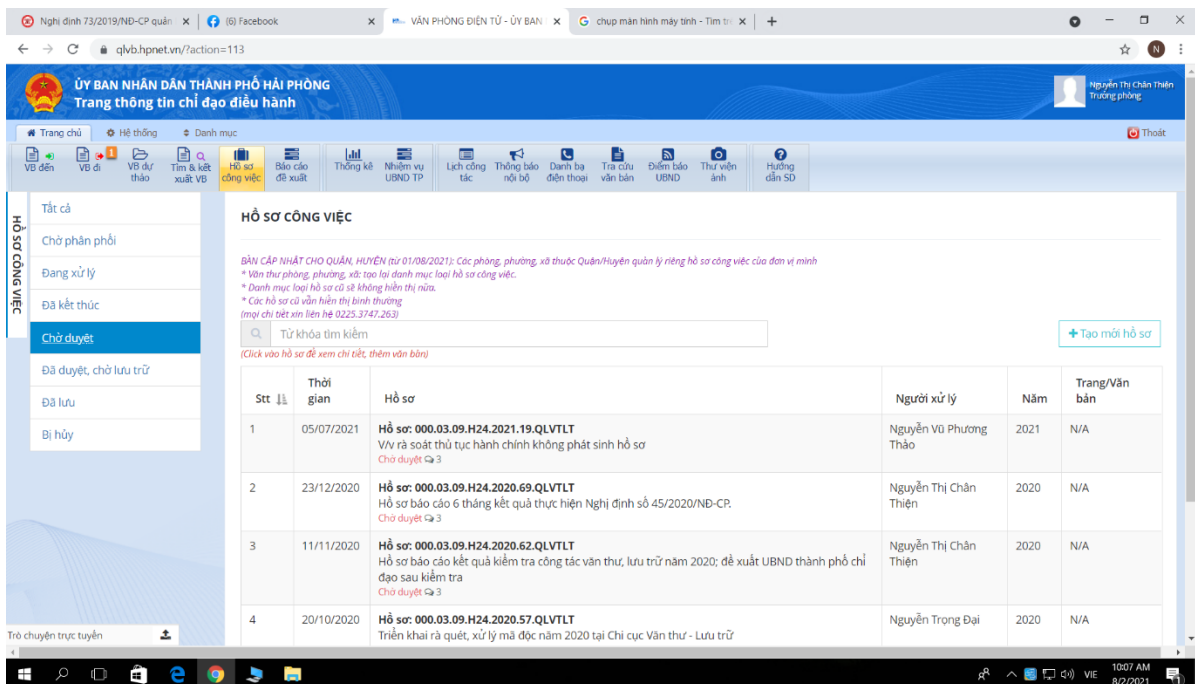 Nghị định 73/2019/NĐ-CP quản
(6) Facebook
VĂN PHÒNG ĐIỆN TỬ - ỦY BAN
chup màn hình máy tính - Tìm tr
qlvb.hpnet.vn/?action=113
N
ỦY BAN NHÂN DÂN THÀNH PHỐ HẢI PHÒNG
Trang thông tin chỉ đạo điều hành
Nguyễn Thị Chân Thiện
Trưởng phòng
Trang chủ
Hệ thống
Danh mục
Thoát
VB đến
1
VB đi
VB dự thảo
Tìm & kết xuất VB
Hồ sơ công việc
Báo cáo đề xuất
Thống kê
Nhiệm vụ UBND TP
Lịch công tác
Thông báo nội bộ
Danh bạ điện thoại
Tra cứu văn bản
Điểm báo UBND
Thư viện ảnh
Hướng dẫn SD
HỒ SƠ CÔNG VIỆC
Tất cả
Chờ phân phối
Đang xử lý
Đã kết thúc
Chờ duyệt
Đã duyệt, chờ lưu trữ
Đã lưu
Bị hủy
HỒ SƠ CÔNG VIỆC
BẢN CẬP NHẬT CHO QUẬN, HUYỆN (từ 01/08/2021): Các phòng, phường, xã thuộc Quận/Huyện quản lý riêng hồ sơ công việc của đơn vị mình
* Văn thư phòng, phường, xã: tạo lại danh mục loại hồ sơ công việc.
* Danh mục loại hồ sơ cũ sẽ không hiển thị nữa.
* Các hồ sơ cũ vẫn hiển thị bình thường
(mọi chi tiết xin liên hệ 0225.3747.263)
Từ khóa tìm kiếm
Tạo mới hồ sơ
(Click vào hồ sơ để xem chi tiết, thêm văn bản)
Stt Thời gian Hồ sơ Người xử lý Năm Trang/Văn bản
1 05/07/2021 Hồ sơ: 000.03.09.H24.2021.19.QLVTLT Nguyễn Vũ Phương Thảo 2021 N/A
V/v rà soát thủ tục hành chính không phát sinh hồ sơ
Chờ duyệt 3
2 23/12/2020 Hồ sơ: 000.03.09.H24.2020.69.QLVTLT Nguyễn Thị Chân Thiện 2020 N/A
Hồ sơ báo cáo 6 tháng kết quả thực hiện Nghị định số 45/2020/NĐ-CP.
Chờ duyệt 3
3 11/11/2020 Hồ sơ: 000.03.09.H24.2020.62.QLVTLT Nguyễn Thị Chân Thiện 2020 N/A
Hồ sơ báo cáo kết quả kiểm tra công tác văn thư, lưu trữ năm 2020; đề xuất UBND thành phố chỉ
đạo sau kiểm tra
Chờ duyệt 3
4 20/10/2020 Hồ sơ: 000.03.09.H24.2020.57.QLVTLT Nguyễn Trọng Đại 2020 N/A
Triển khai rà quét, xử lý mã độc năm 2020 tại Chi cục Văn thư - Lưu trữ
Trò chuyện trực tuyến
VIE
10:07 AM
8/2/2021